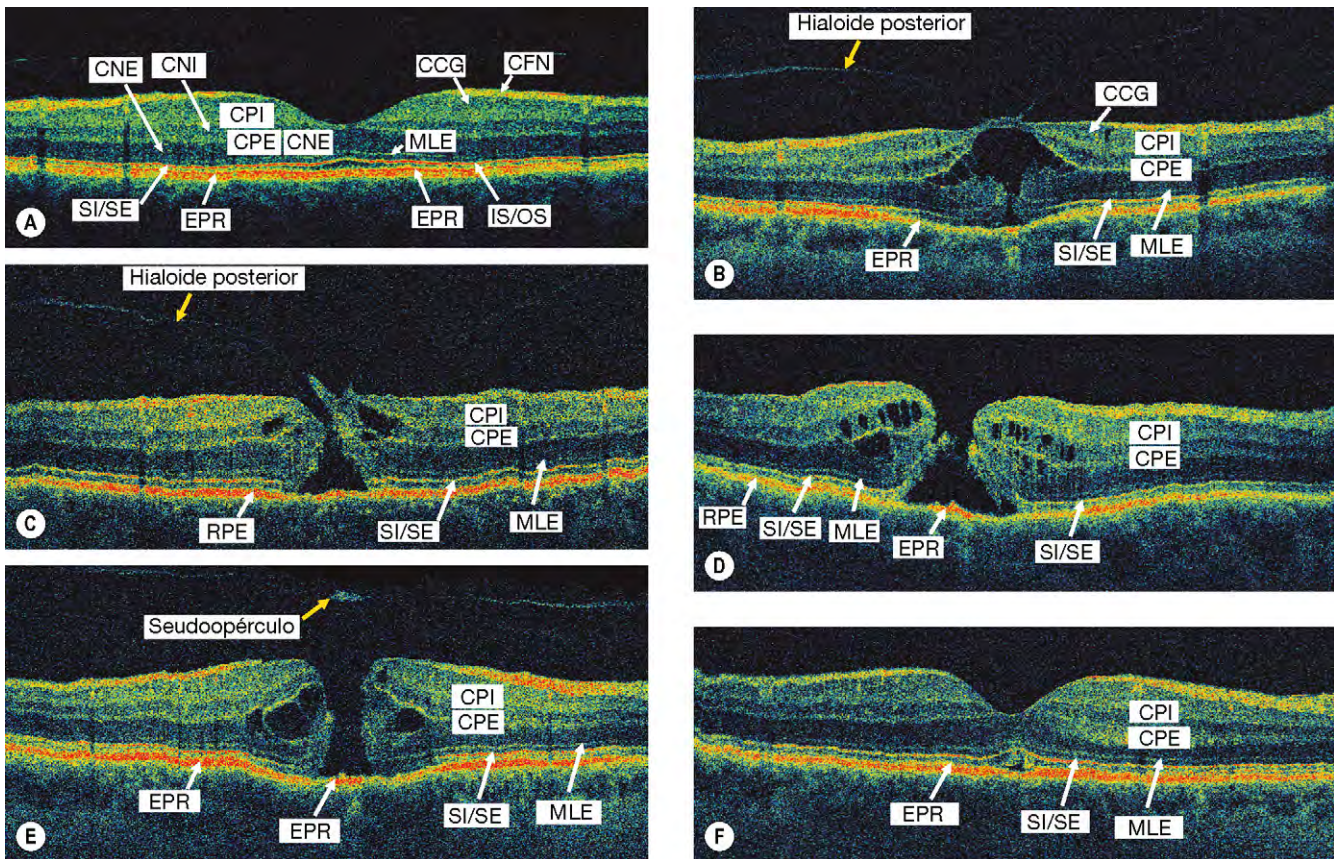 CNE
CNI
CCG
CFN
CPI
CPE
CNE
MLE
SI/SE
EPR
EPR
IS/OS
A
Hialoide posterior
CCG
CPI
CPE
EPR
SI/SE
MLE
B
Hialoide posterior
CPI
CPE
RPE
SI/SE
MLE
C
CPI
CPE
RPE
SI/SE
MLE
EPR
SI/SE
D
Seudoopérculo
CPI
CPE
EPR
EPR
SI/SE
MLE
E
CPI
CPE
EPR
SI/SE
MLE
F